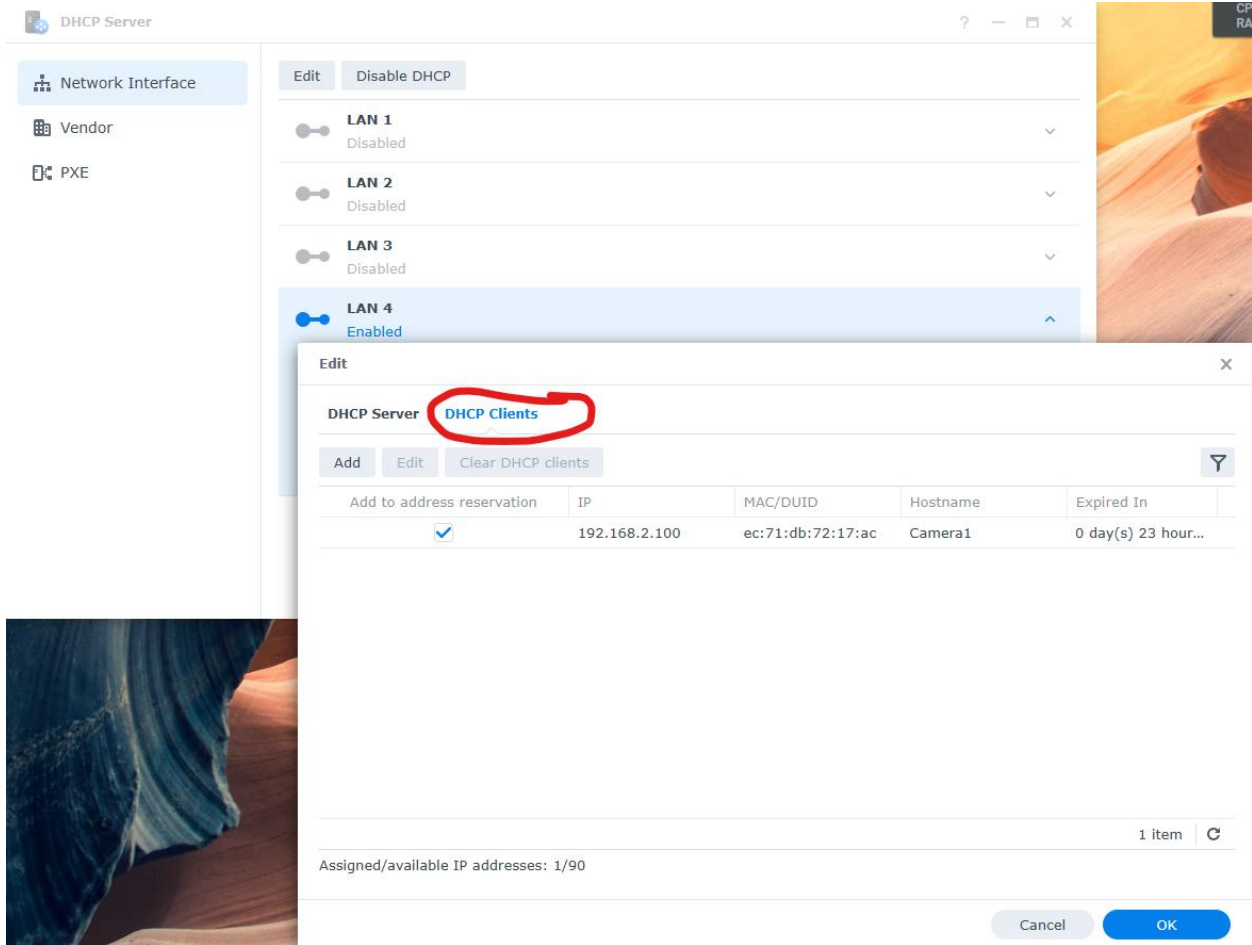 DHCP Server
CP
RA
Network Interface
Vendor
PXE
Edit Disable DHCP
LAN 1
Disabled
LAN 2
Disabled
LAN 3
Disabled
LAN 4
Enabled
Edit
DHCP Server DHCP Clients
Add Edit Clear DHCP clients
Add to address reservation IP MAC/DUID Hostname Expired In
192.168.2.100 ec:71:db:72:17:ac Camera1 0 day(s) 23 hour...
1 item
Assigned/available IP addresses: 1/90
Cancel OK